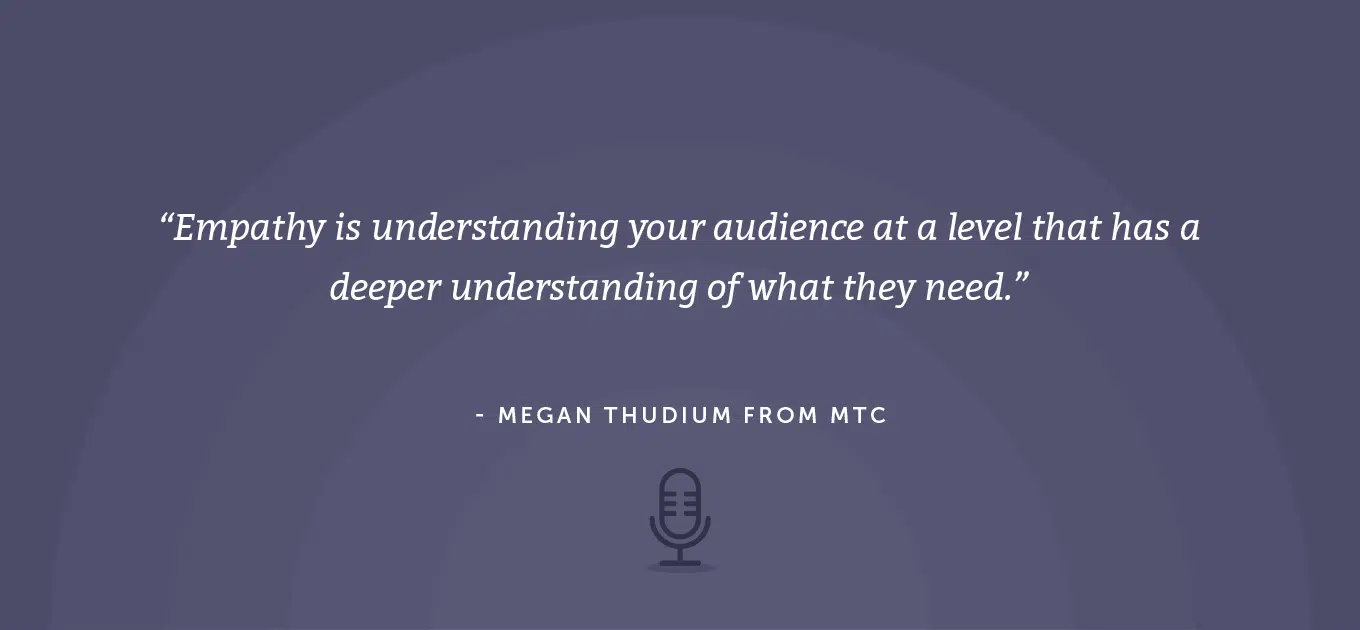 “Empathy is understanding your audience at a level that has a
deeper understanding of what they need.”
- MEGAN THUDIUM FROM MTC